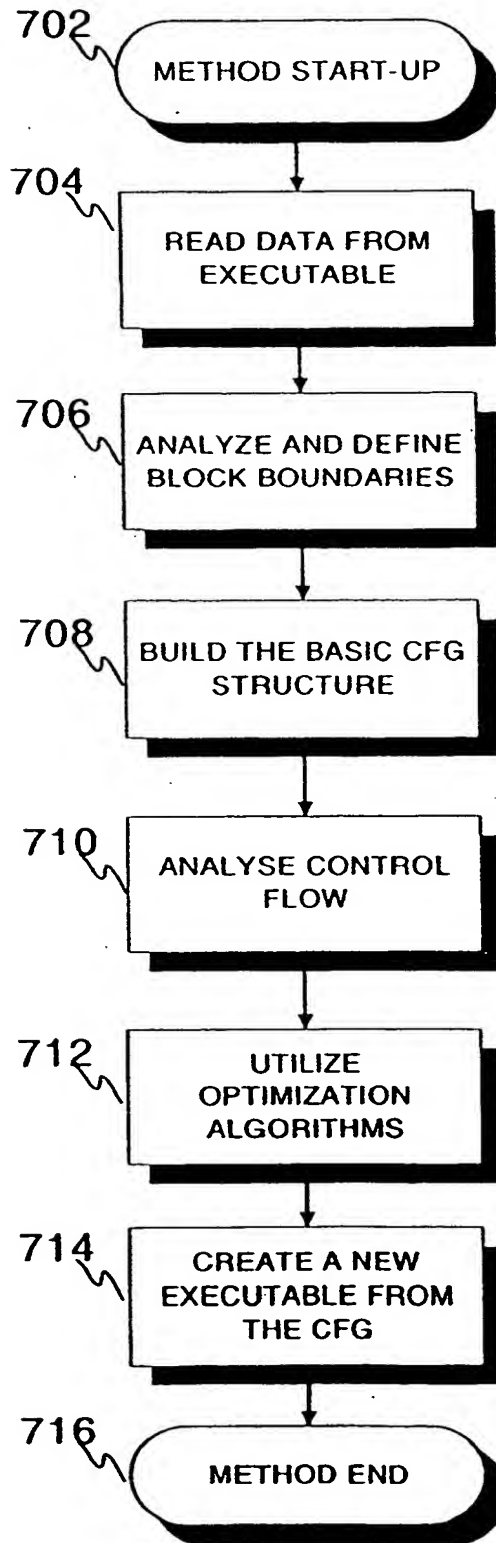 702
METHOD START-UP
704
READ DATA FROM
EXECUTABLE
706
ANALYZE AND DEFINE
BLOCK BOUNDARIES
708
BUILD THE BASIC CFG
STRUCTURE
710
ANALYSE CONTROL
FLOW
712
UTILIZE
OPTIMIZATION
ALGORITHMS
714
CREATE A NEW
EXECUTABLE FROM
THE CFG
716
METHOD END